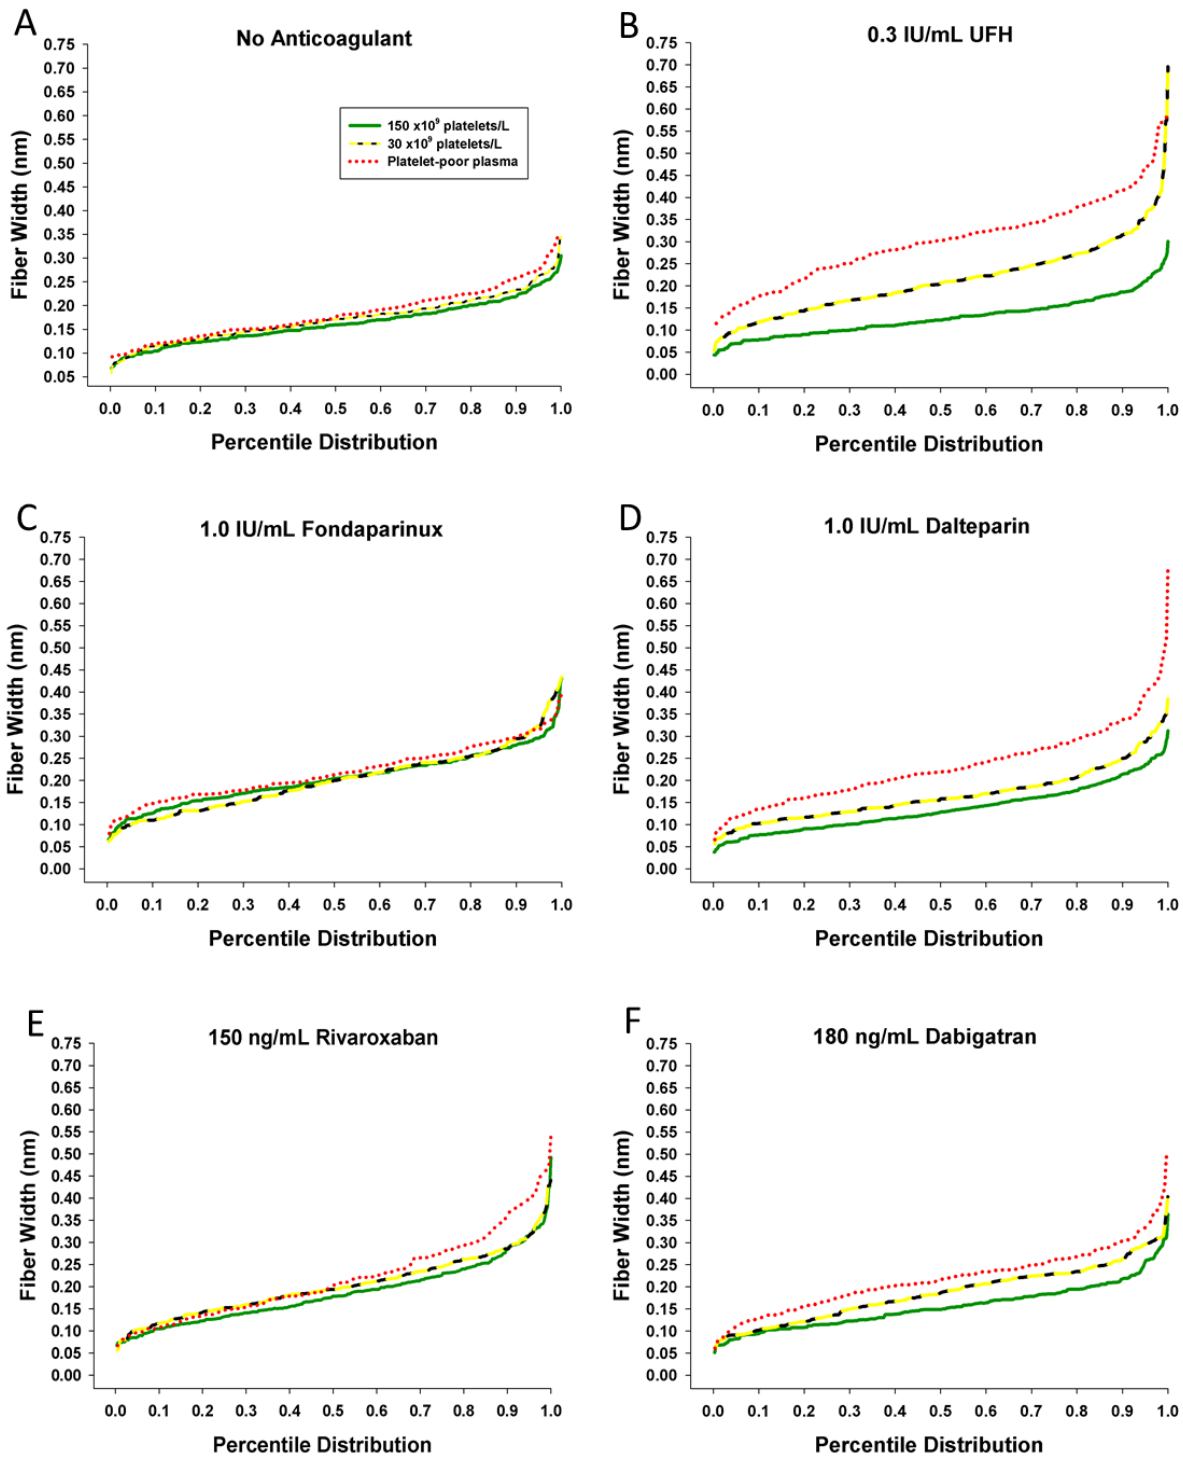 A
No Anticoagulant
0.75
0.70
0.65
0.60
0.55
0.50
0.45
0.40
0.35
0.30
0.25
0.20
0.15
0.10
0.05
Fiber Width (nm)
150 x10⁹ platelets/L
30 x10⁹ platelets/L
Platelet-poor plasma
0.0 0.1 0.2 0.3 0.4 0.5 0.6 0.7 0.8 0.9 1.0
Percentile Distribution
B
0.3 IU/mL UFH
0.75
0.70
0.65
0.60
0.55
0.50
0.45
0.40
0.35
0.30
0.25
0.20
0.15
0.10
0.05
0.00
Fiber Width (nm)
0.0 0.1 0.2 0.3 0.4 0.5 0.6 0.7 0.8 0.9 1.0
Percentile Distribution
C
1.0 IU/mL Fondaparinux
0.75
0.70
0.65
0.60
0.55
0.50
0.45
0.40
0.35
0.30
0.25
0.20
0.15
0.10
0.05
0.00
Fiber Width (nm)
0.0 0.1 0.2 0.3 0.4 0.5 0.6 0.7 0.8 0.9 1.0
Percentile Distribution
D
1.0 IU/mL Dalteparin
0.75
0.70
0.65
0.60
0.55
0.50
0.45
0.40
0.35
0.30
0.25
0.20
0.15
0.10
0.05
0.00
Fiber Width (nm)
0.0 0.1 0.2 0.3 0.4 0.5 0.6 0.7 0.8 0.9 1.0
Percentile Distribution
E
150 ng/mL Rivaroxaban
0.75
0.70
0.65
0.60
0.55
0.50
0.45
0.40
0.35
0.30
0.25
0.20
0.15
0.10
0.05
0.00
Fiber Width (nm)
0.0 0.1 0.2 0.3 0.4 0.5 0.6 0.7 0.8 0.9 1.0
Percentile Distribution
F
180 ng/mL Dabigatran
0.75
0.70
0.65
0.60
0.55
0.50
0.45
0.40
0.35
0.30
0.25
0.20
0.15
0.10
0.05
0.00
Fiber Width (nm)
0.0 0.1 0.2 0.3 0.4 0.5 0.6 0.7 0.8 0.9 1.0
Percentile Distribution